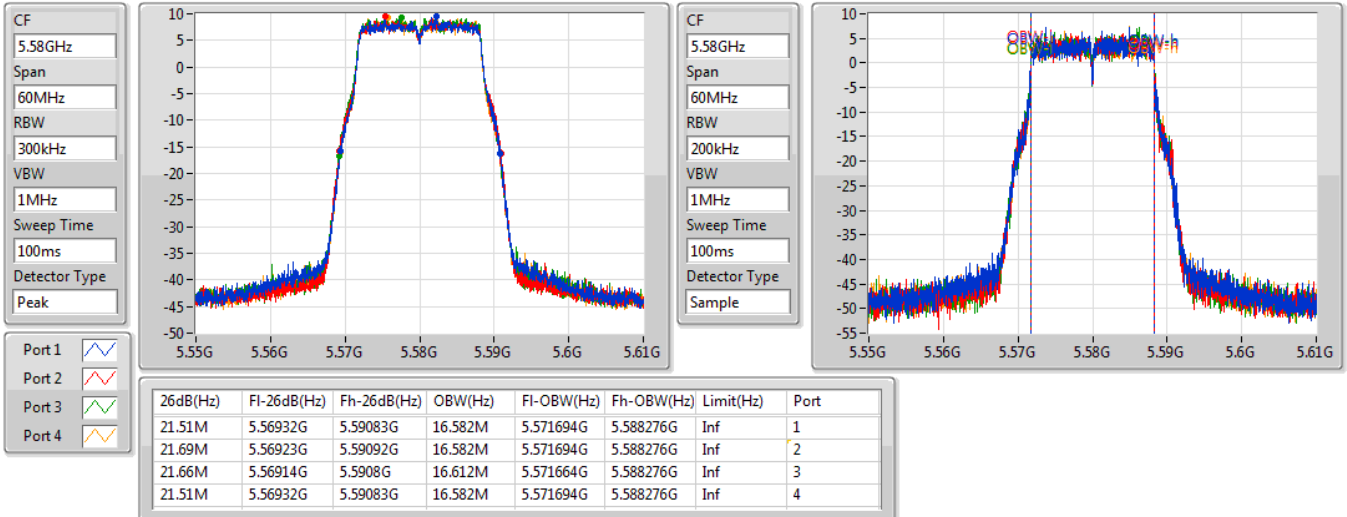 CF
5.58GHz
Span
60MHz
RBW
300kHz
VBW
1MHz
Sweep Time
100ms
Detector Type
Peak
10
5
0
-5
-10
-15
-20
-25
-30
-35
-40
-45
-50
5.55G 5.56G 5.57G 5.58G 5.59G 5.6G 5.61G
CF
5.58GHz
Span
60MHz
RBW
200kHz
VBW
1MHz
Sweep Time
100ms
Detector Type
Sample
10
5
0
-5
-10
-15
-20
-25
-30
-35
-40
-45
-50
-55
5.55G 5.56G 5.57G 5.58G 5.59G 5.6G 5.61G
Port 1
Port 2
Port 3
Port 4
26dB(Hz) Fl-26dB(Hz) Fh-26dB(Hz) OBW(Hz) Fl-OBW(Hz) Fh-OBW(Hz) Limit(Hz) Port
21.51M 5.56932G 5.59083G 16.582M 5.571694G 5.588276G Inf 1
21.69M 5.56923G 5.59092G 16.582M 5.571694G 5.588276G Inf 2
21.66M 5.56914G 5.5908G 16.612M 5.571664G 5.588276G Inf 3
21.51M 5.56932G 5.59083G 16.582M 5.571694G 5.588276G Inf 4